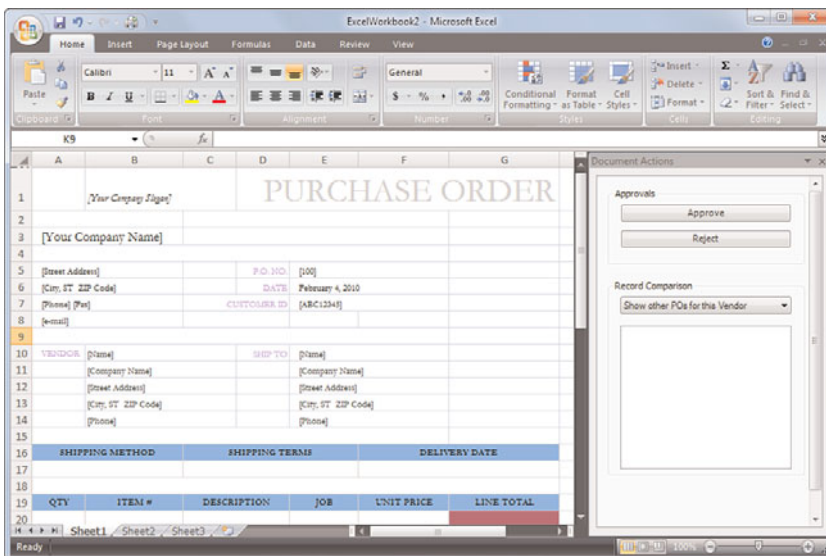 ExcelWorkbook2 - Microsoft Excel
Home Insert Page Layout Formulas Data Review View
Calibri 11 General Insert
Delete
Format
Paste
Conditional Formatting Format as Table Cell Styles
Sort & Filter Find & Select
Clipboard Font Alignment Number Styles Cells Editing
K9 fx
A B C D E F G
Document Actions
1 [Your Company Slogan] PURCHASE ORDER
2
3 [Your Company Name]
4
5 [Street Address] P.O. NO. [100]
6 [City, ST ZIP Code] DATE February 4, 2010
7 [Phone] [Fax] CUSTOMER ID [ABC12345]
8 [e-mail]
9
10 VENDOR [Name] SHIP TO [Name]
11 [Company Name] [Company Name]
12 [Street Address] [Street Address]
13 [City, ST ZIP Code] [City, ST ZIP Code]
14 [Phone] [Phone]
15
16 SHIPPING METHOD SHIPPING TERMS DELIVERY DATE
17
18
19 QTY ITEM # DESCRIPTION JOB UNIT PRICE LINE TOTAL
20
Approvals
Approve
Reject
Record Comparison
Show other POs for this Vendor
Sheet1 Sheet2 Sheet3
Ready 100%